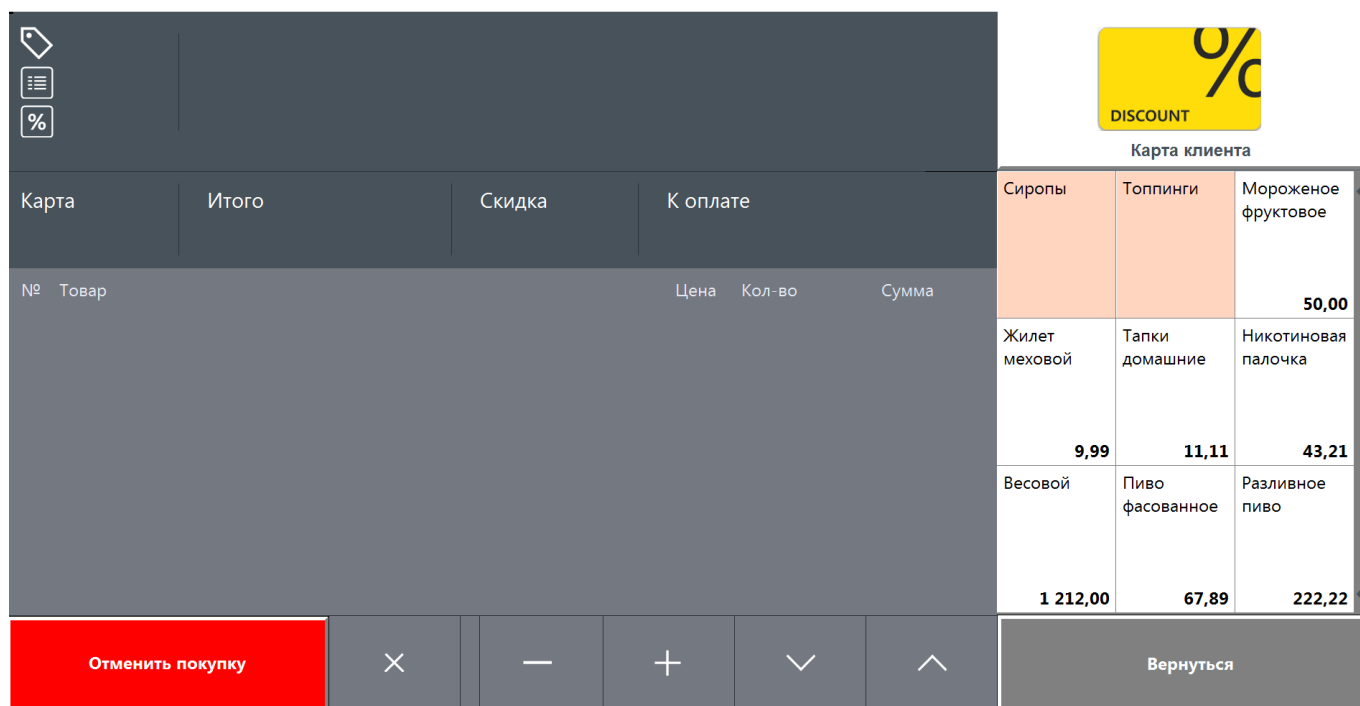 %
%
DISCOUNT
Карта клиента
Карта Итого Скидка К оплате
№ Товар Цена Кол-во Сумма
Сиропы
Топпинги
Мороженое
фруктовое
50,00
Жилет
меховой
9,99
Тапки
домашние
11,11
Никотиновая
палочка
43,21
Весовой
1 212,00
Пиво
фасованное
67,89
Разливное
пиво
222,22
Отменить покупку
Вернуться